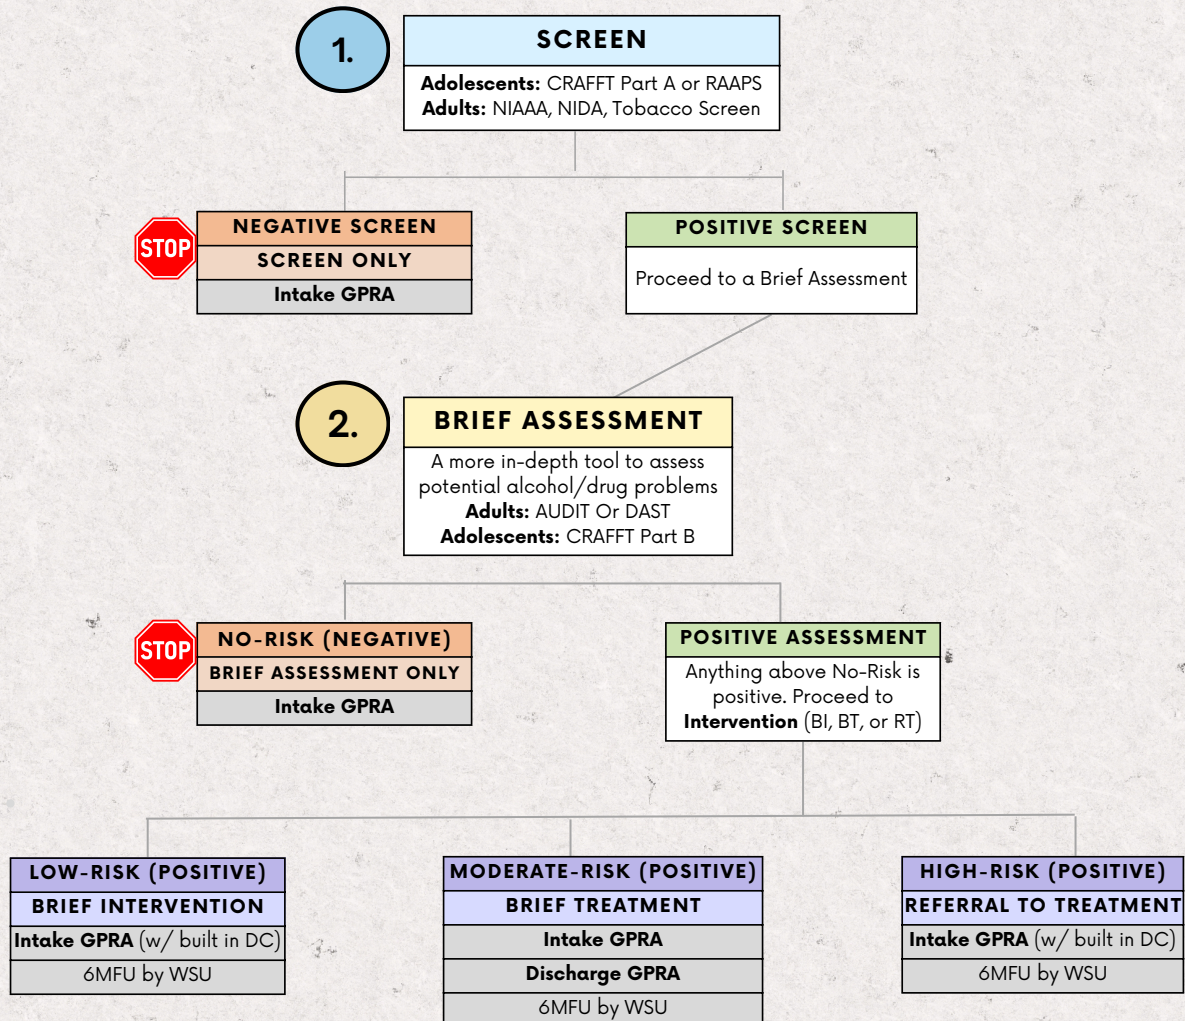 1.
SCREEN
Adolescents: CRAFFT Part A or RAAPS
Adults: NIAAA, NIDA, Tobacco Screen
STOP
NEGATIVE SCREEN
SCREEN ONLY
Intake GPRA
POSITIVE SCREEN
Proceed to a Brief Assessment
2.
BRIEF ASSESSMENT
A more in-depth tool to assess
potential alcohol/drug problems
Adults: AUDIT Or DAST
Adolescents: CRAFFT Part B
STOP
NO-RISK (NEGATIVE)
BRIEF ASSESSMENT ONLY
Intake GPRA
POSITIVE ASSESSMENT
Anything above No-Risk is
positive. Proceed to
Intervention (BI, BT, or RT)
LOW-RISK (POSITIVE)
BRIEF INTERVENTION
Intake GPRA (w/ built in DC)
6MFU by WSU
MODERATE-RISK (POSITIVE)
BRIEF TREATMENT
Intake GPRA
Discharge GPRA
6MFU by WSU
HIGH-RISK (POSITIVE)
REFERRAL TO TREATMENT
Intake GPRA (w/ built in DC)
6MFU by WSU